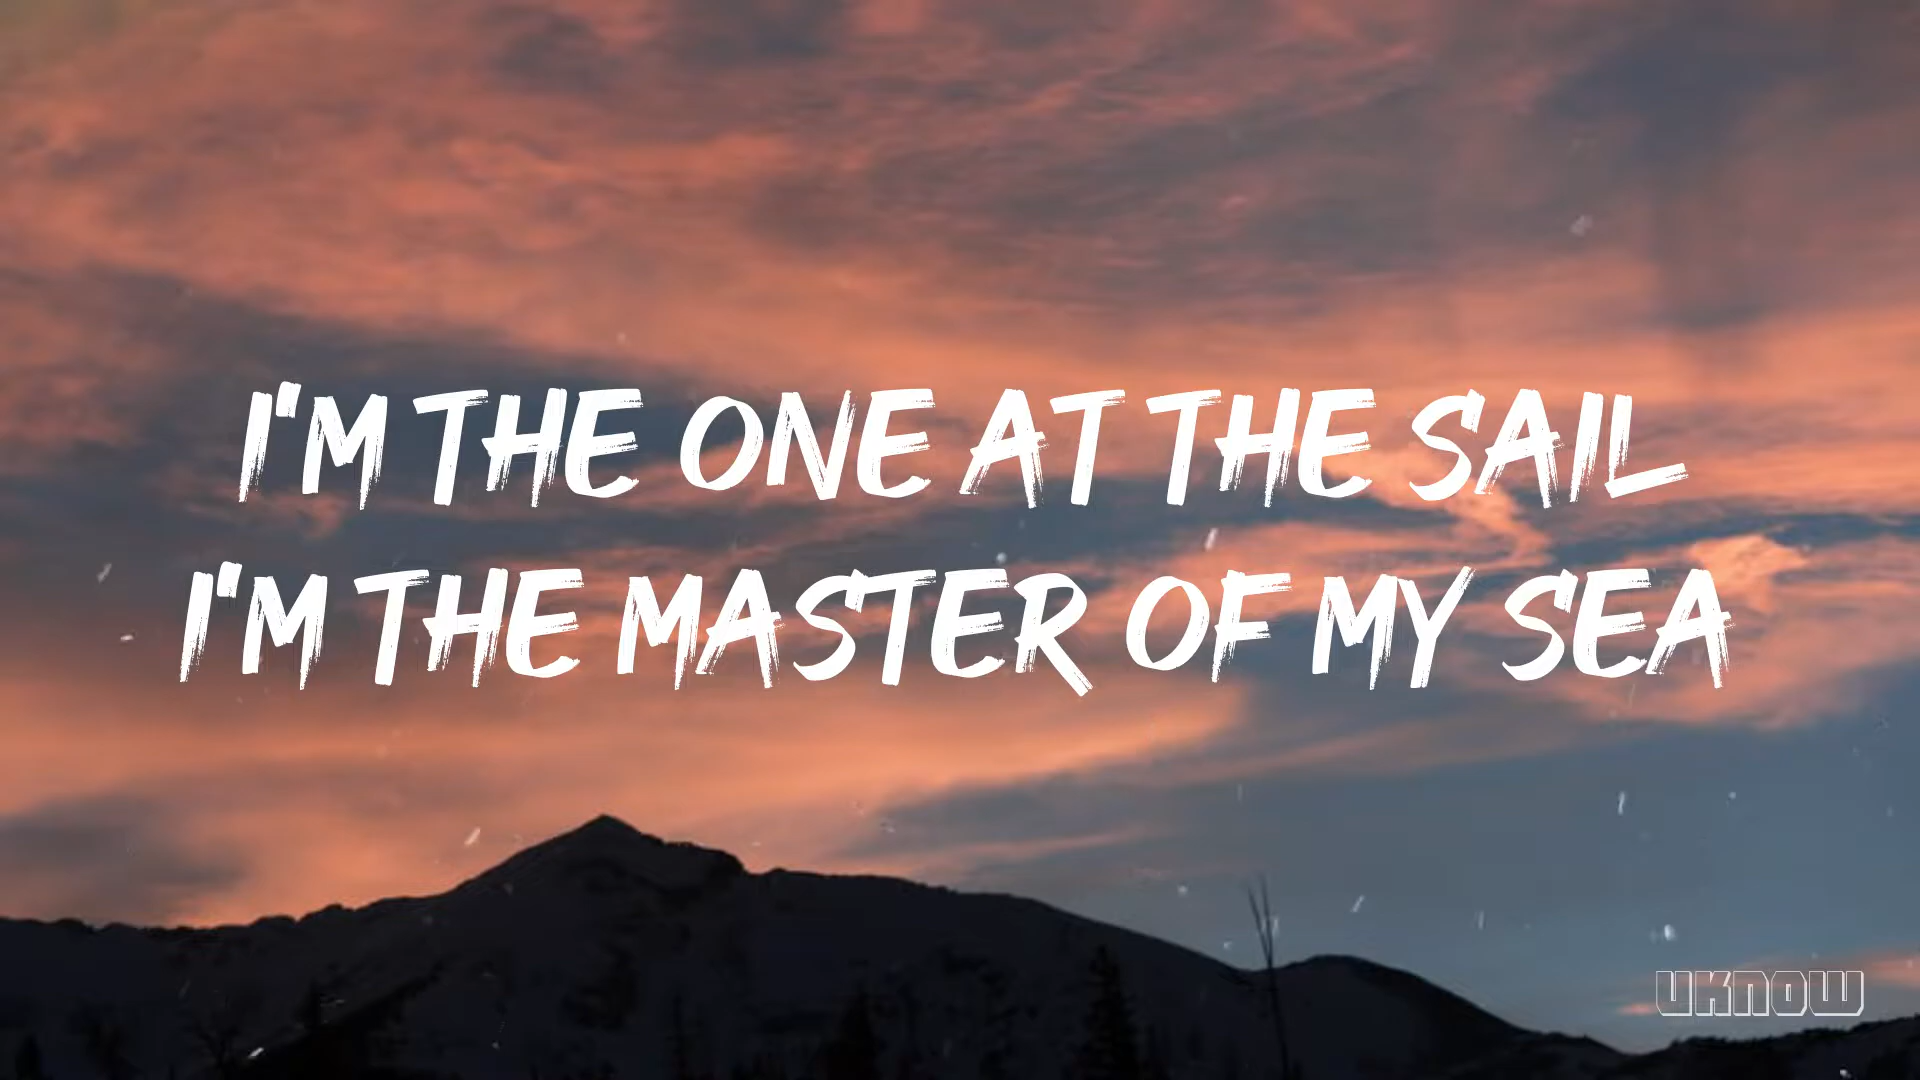 I'M THE ONE AT THE SAIL
I'M THE MASTER OF MY SEA
UKNOW